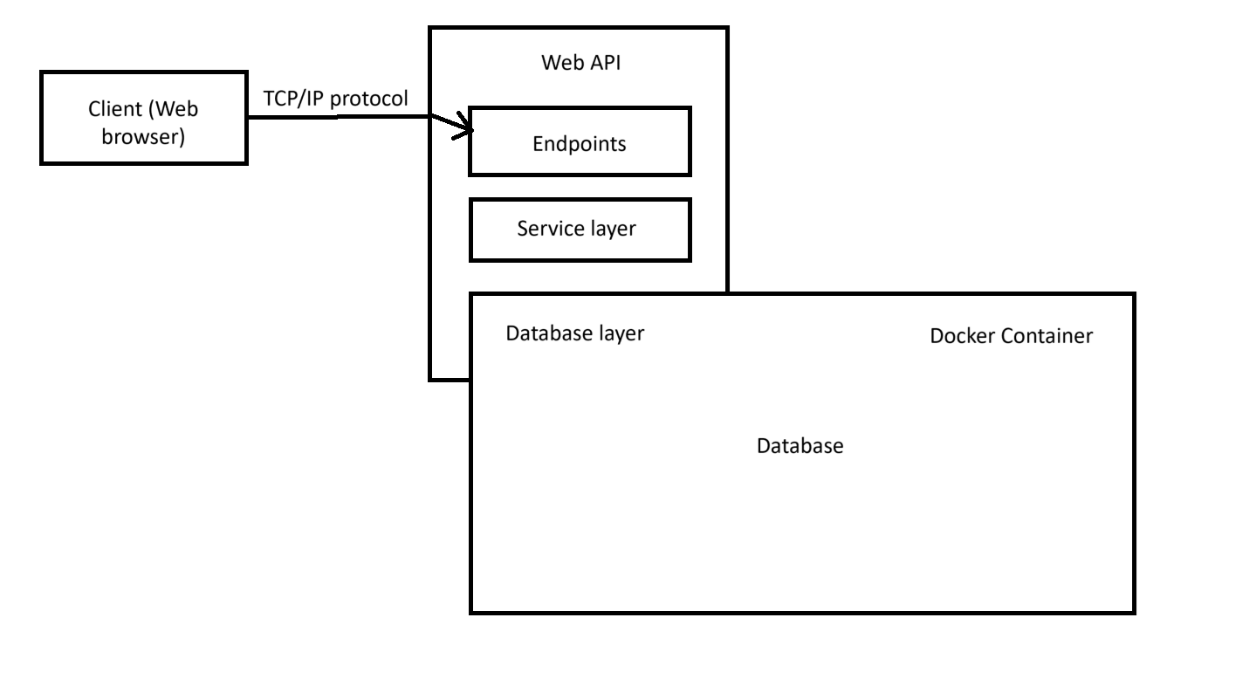 Web API
TCP/IP protocol
Client (Web
browser)
Endpoints
Service layer
Database layer
Docker Container
Database